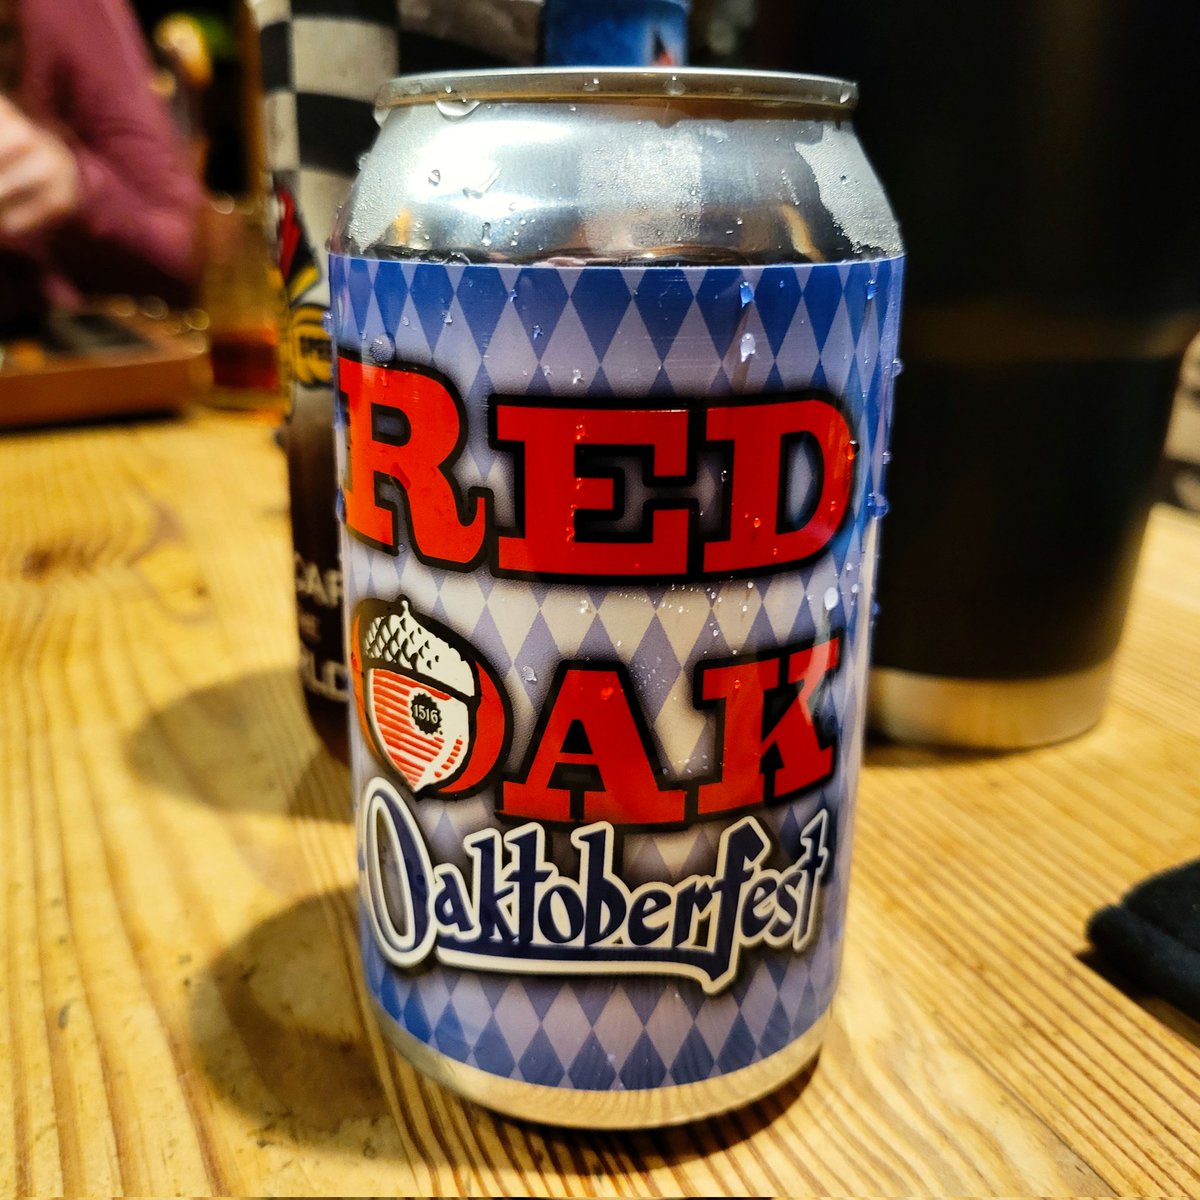 RED
OAK
1516
Oaktoberfest